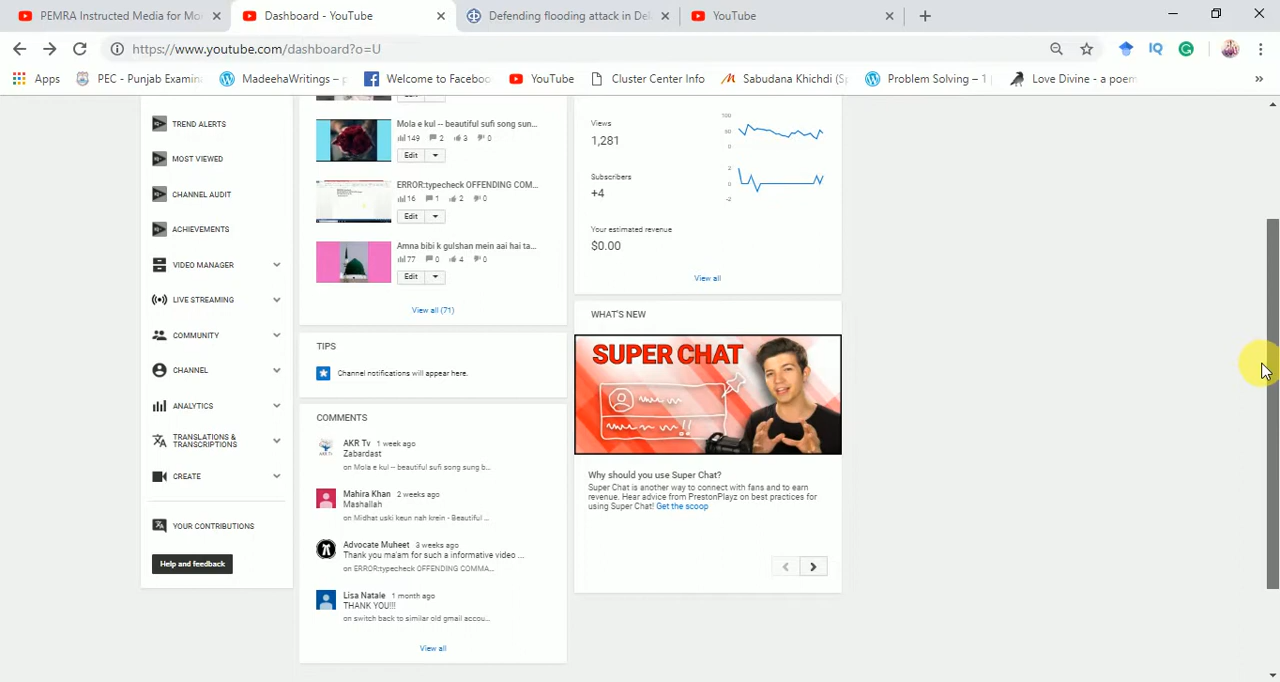 PEMRA Instructed Media for Mo
Dashboard - YouTube
Defending flooding attack in Del
YouTube
https://www.youtube.com/dashboard?o=U
Apps
PEC - Punjab Examin
MadeehaWritings – p
Welcome to Faceboo
YouTube
Cluster Center Info
Sabudana Khichdi (S
Problem Solving – 1
Love Divine - a poem
»
TREND ALERTS
MOST VIEWED
CHANNEL AUDIT
ACHIEVEMENTS
VIDEO MANAGER
LIVE STREAMING
COMMUNITY
CHANNEL
ANALYTICS
TRANSLATIONS &
TRANSCRIPTIONS
CREATE
YOUR CONTRIBUTIONS
Help and feedback
Mola e kul -- beautiful sufi song sun...
149 2 3 0
Edit
ERROR:typecheck OFFENDING COM...
16 1 2 0
Edit
Amna bibi k gulshan mein aai hai ta...
77 0 4 0
Edit
View all (71)
TIPS
Channel notifications will appear here.
COMMENTS
AKR Tv 1 week ago
Zabardast
on Mola e kul -- beautiful sufi song sung b...
Mahira Khan 2 weeks ago
Mashallah
on Midhat uski keun nah krein - Beautiful ...
Advocate Muheet 3 weeks ago
Thank you ma'am for such a informative video ...
on ERROR:typecheck OFFENDING COMMA...
Lisa Natale 1 month ago
THANK YOU!!!
on switch back to similar old gmail accou...
View all
Views
1,281
100
0
Subscribers
+4
2
0
-2
Your estimated revenue
$0.00
View all
WHAT'S NEW
SUPER CHAT
Why should you use Super Chat?
Super Chat is another way to connect with fans and to earn
revenue. Hear advice from PrestonPlayz on best practices for
using Super Chat! Get the scoop